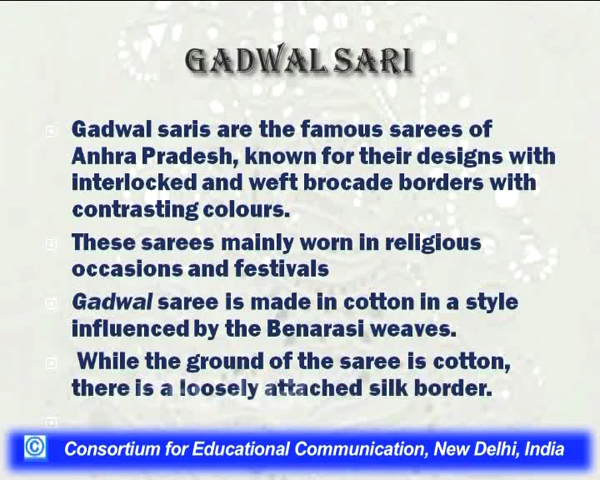 GADWAL SARI
Gadwal saris are the famous sarees of
Anhra Pradesh, known for their designs with
interlocked and weft brocade borders with
contrasting colours.
These sarees mainly worn in religious
occasions and festivals
Gadwal saree is made in cotton in a style
influenced by the Benarasi weaves.
While the ground of the saree is cotton,
there is a loosely attached silk border.
© Consortium for Educational Communication, New Delhi, India